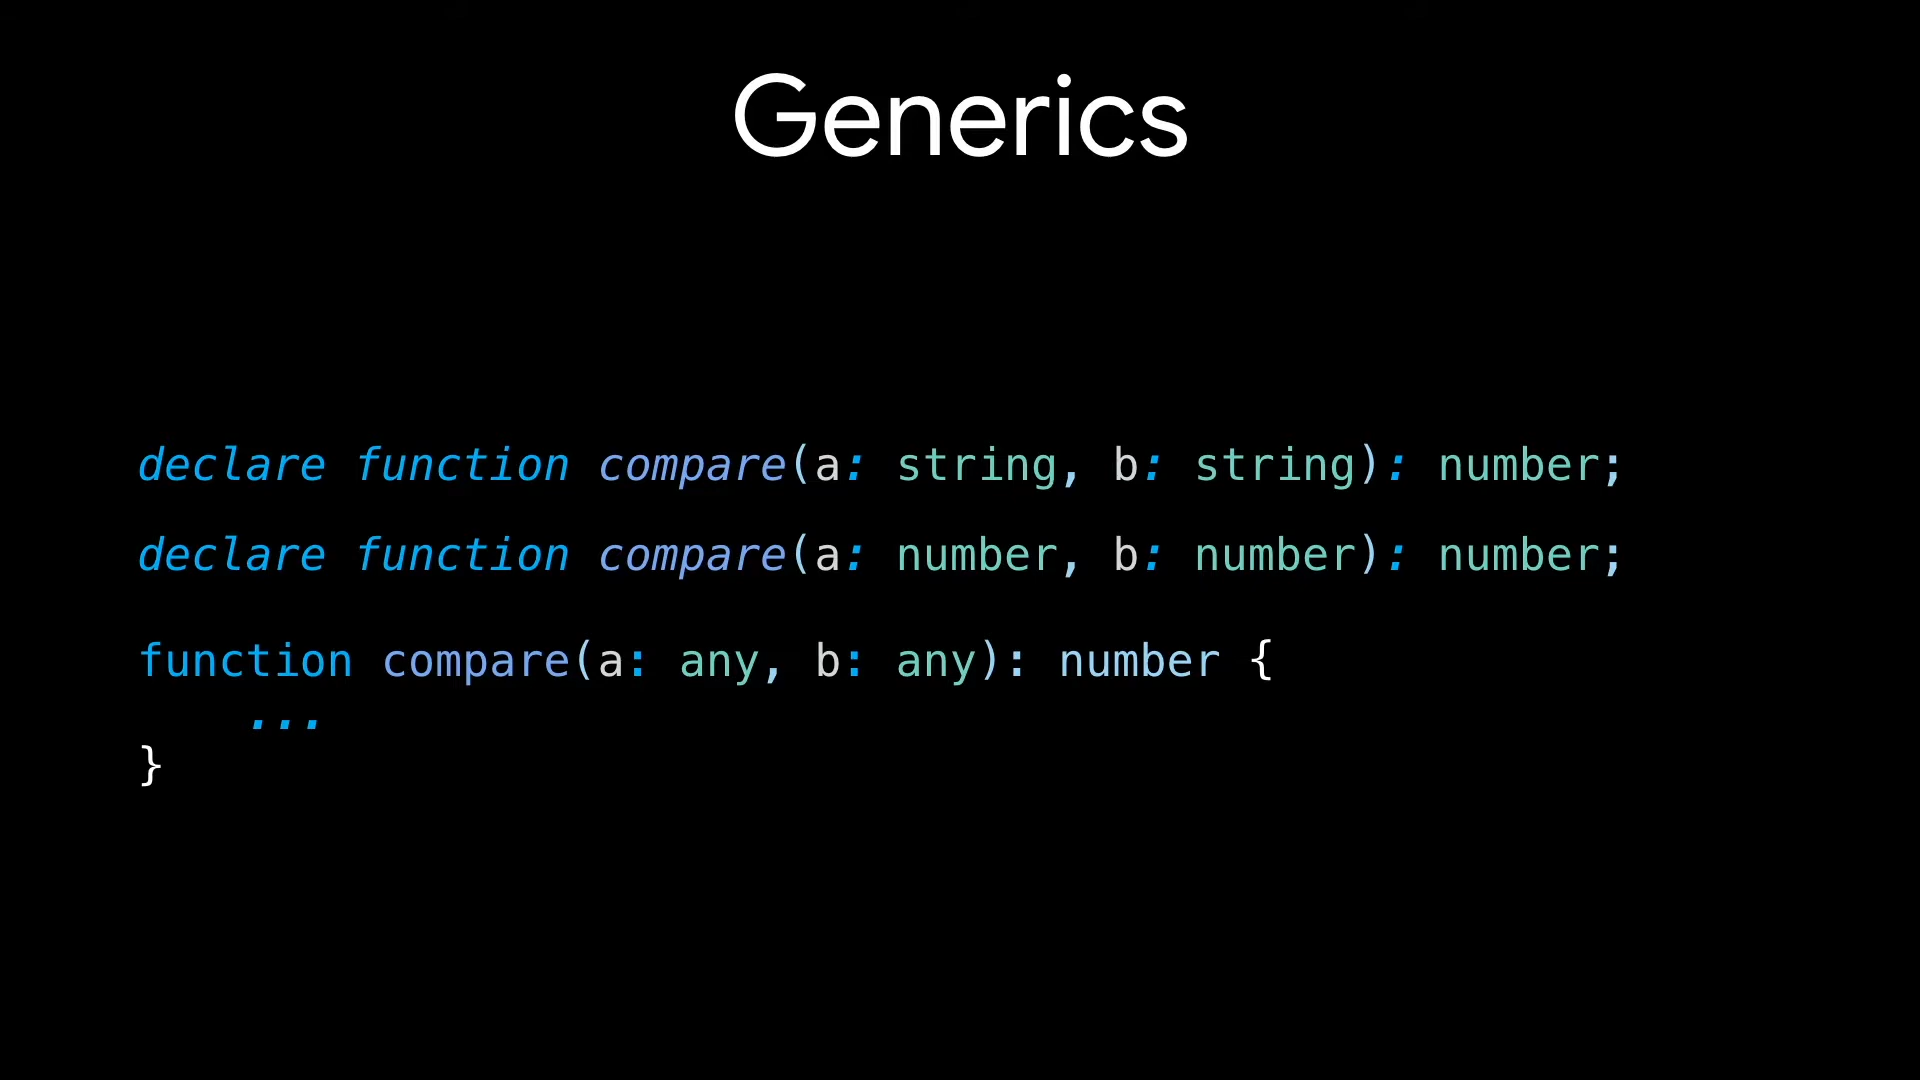 Generics
declare function compare(a: string, b: string): number;
declare function compare(a: number, b: number): number;
function compare(a: any, b: any): number {
    ...
}